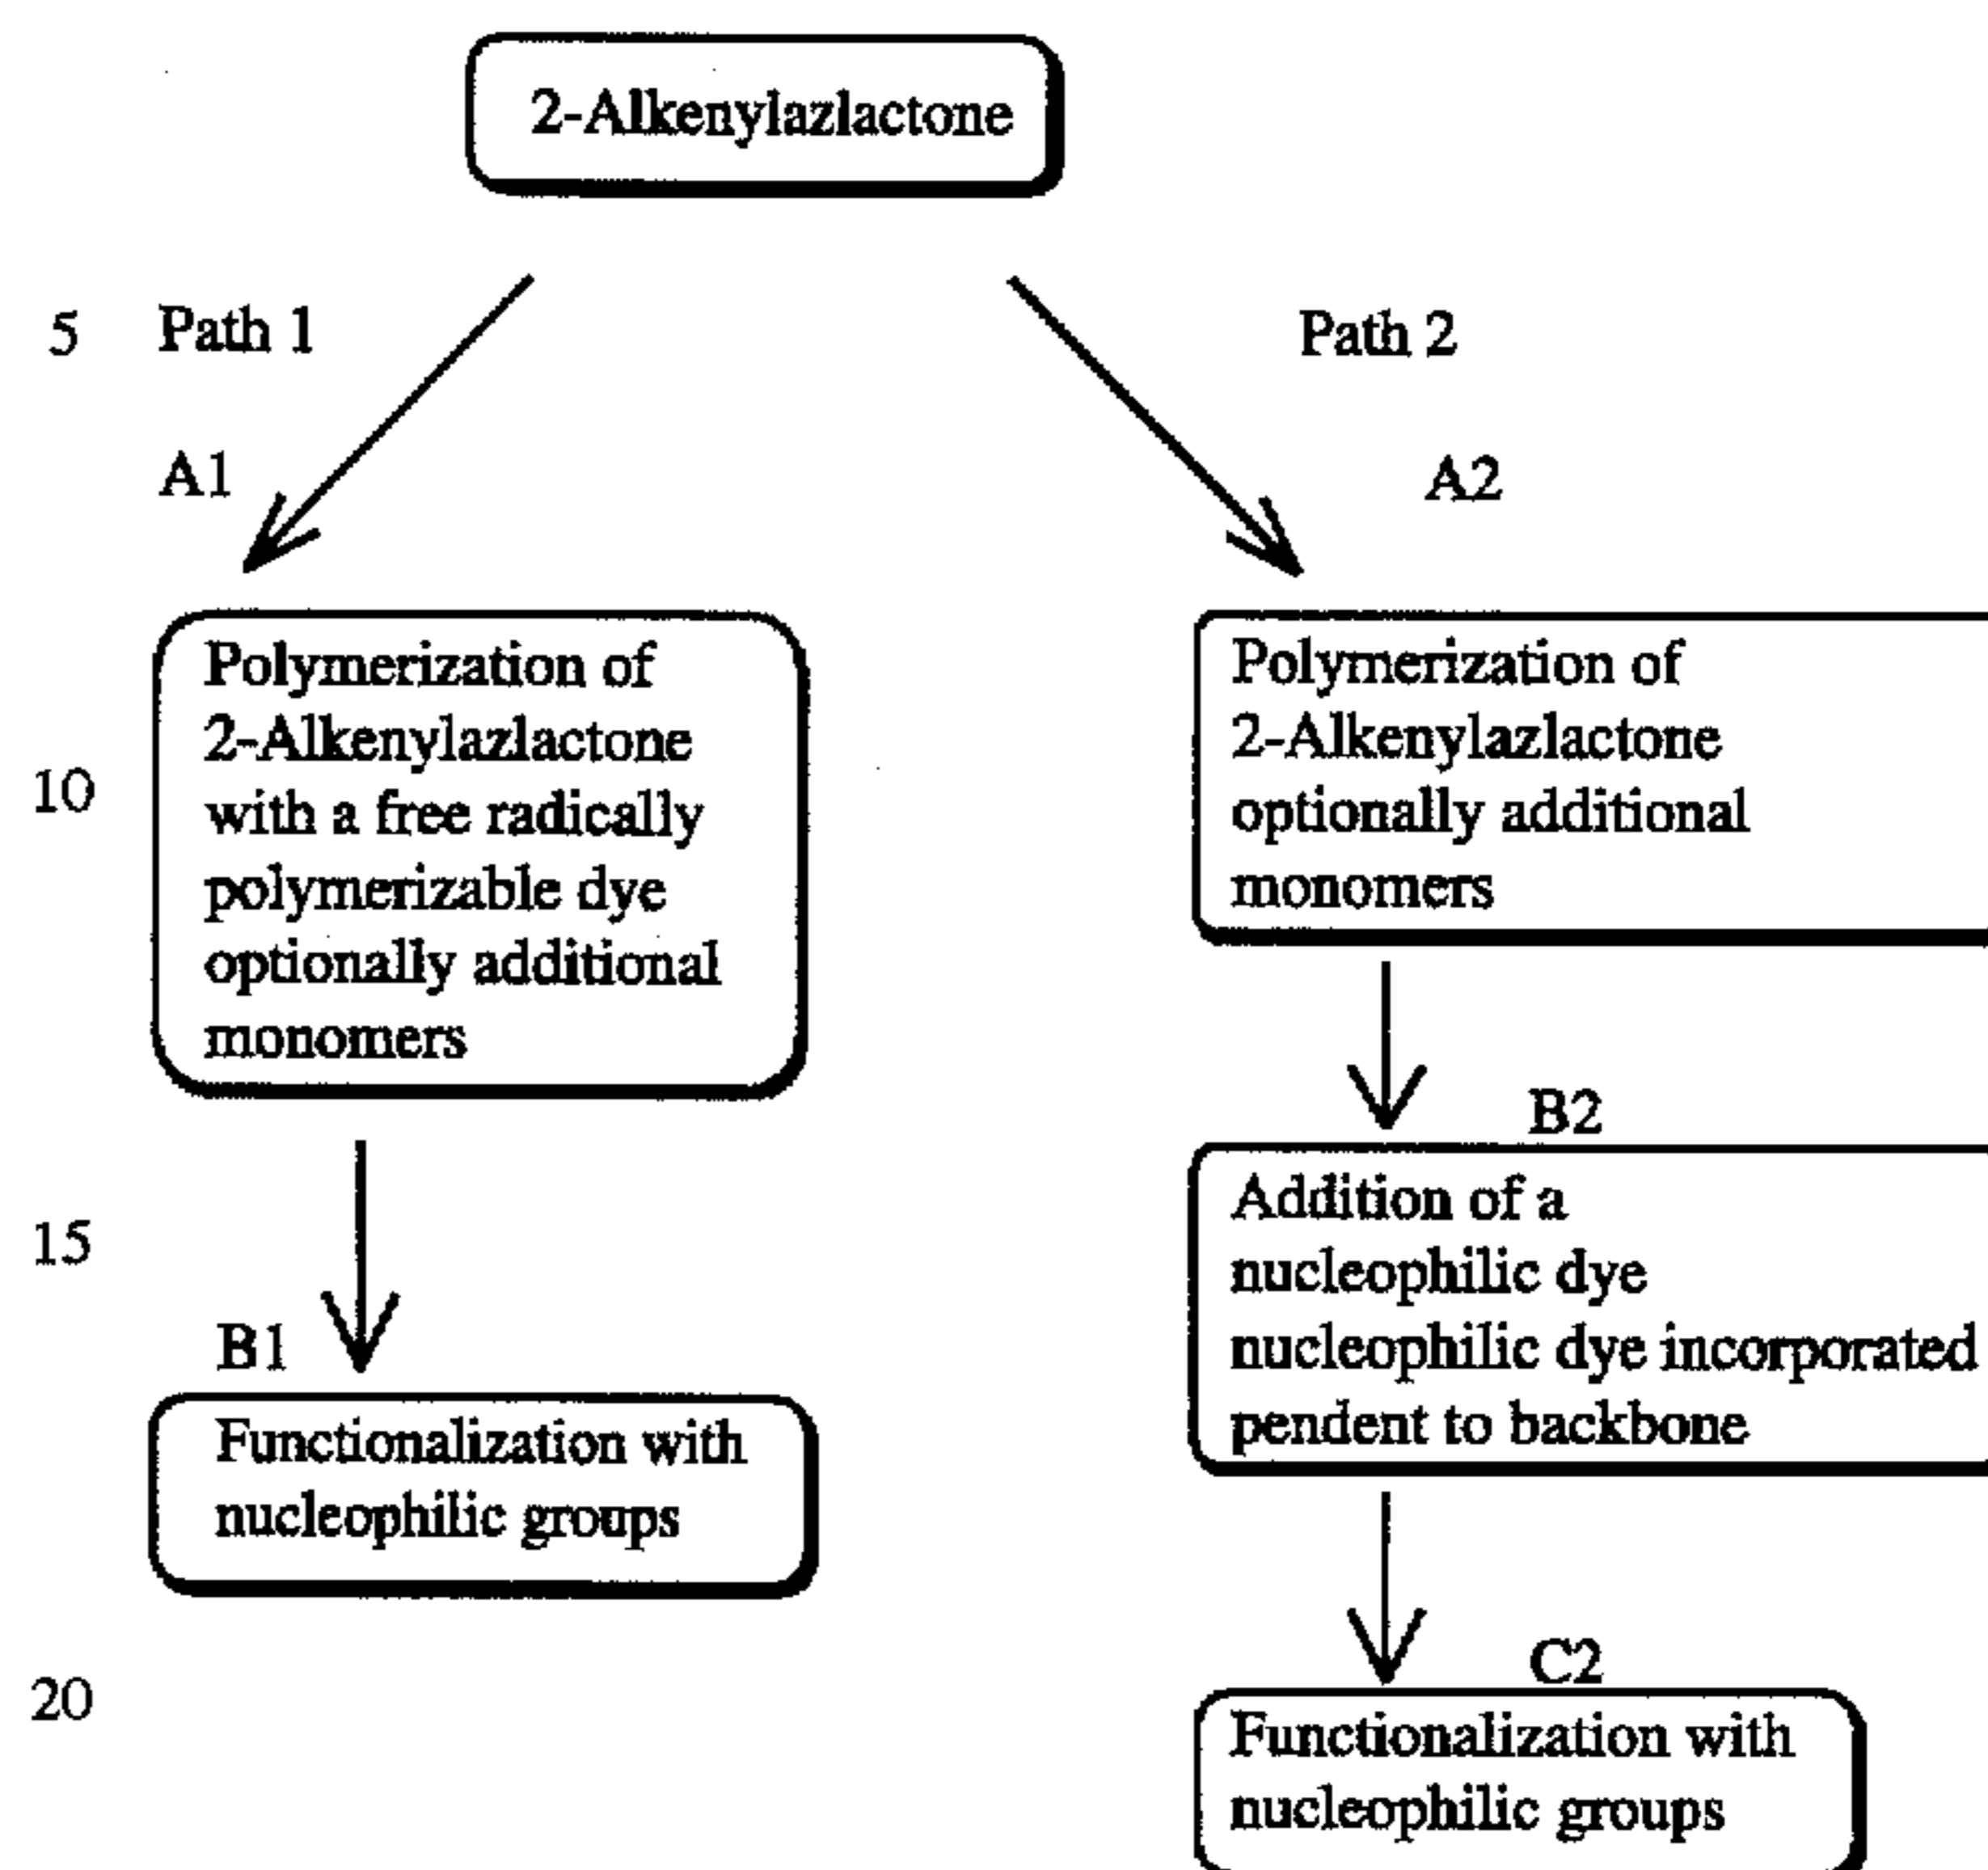 2-Alkenylazlactone
5 Path 1
Path 2
A1
A2
Polymerization of
2-Alkenylazlactone
with a free radically
polymerizable dye
optionally additional
monomers
10
Polymerization of
2-Alkenylazlactone
optionally additional
monomers
B2
Addition of a
nucleophilic dye
nucleophilic dye incorporated
pendent to backbone
15
B1
Functionalization with
nucleophilic groups
C2
20
Functionalization with
nucleophilic groups